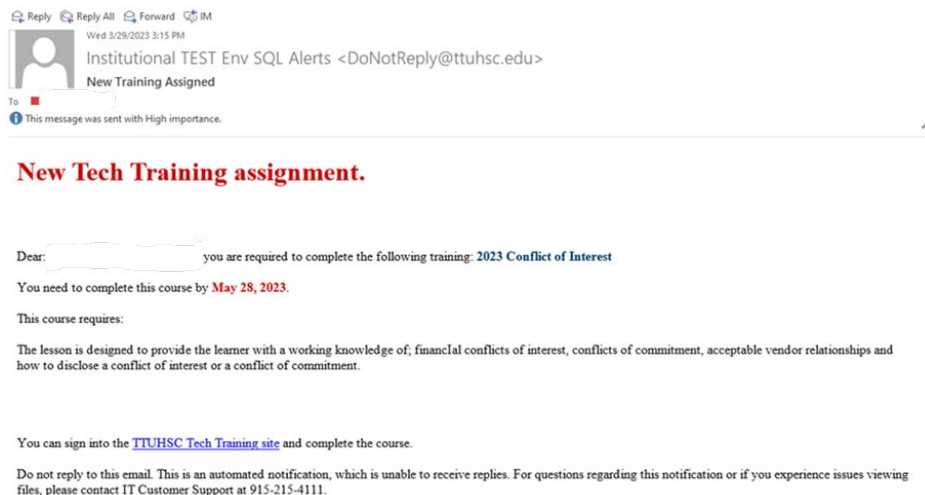 Reply Reply All Forward IM
Wed 3/29/2023 3:15 PM
Institutional TEST Env SQL Alerts <DoNotReply@ttuhsc.edu>
New Training Assigned
To
This message was sent with High importance.
New Tech Training assignment.
Dear: you are required to complete the following training: 2023 Conflict of Interest
You need to complete this course by May 28, 2023.
This course requires:
The lesson is designed to provide the learner with a working knowledge of; financIal conflicts of interest, conflicts of commitment, acceptable vendor relationships and
how to disclose a conflict of interest or a conflict of commitment.
You can sign into the TTUHSC Tech Training site and complete the course.
Do not reply to this email. This is an automated notification, which is unable to receive replies. For questions regarding this notification or if you experience issues viewing
files, please contact IT Customer Support at 915-215-4111.